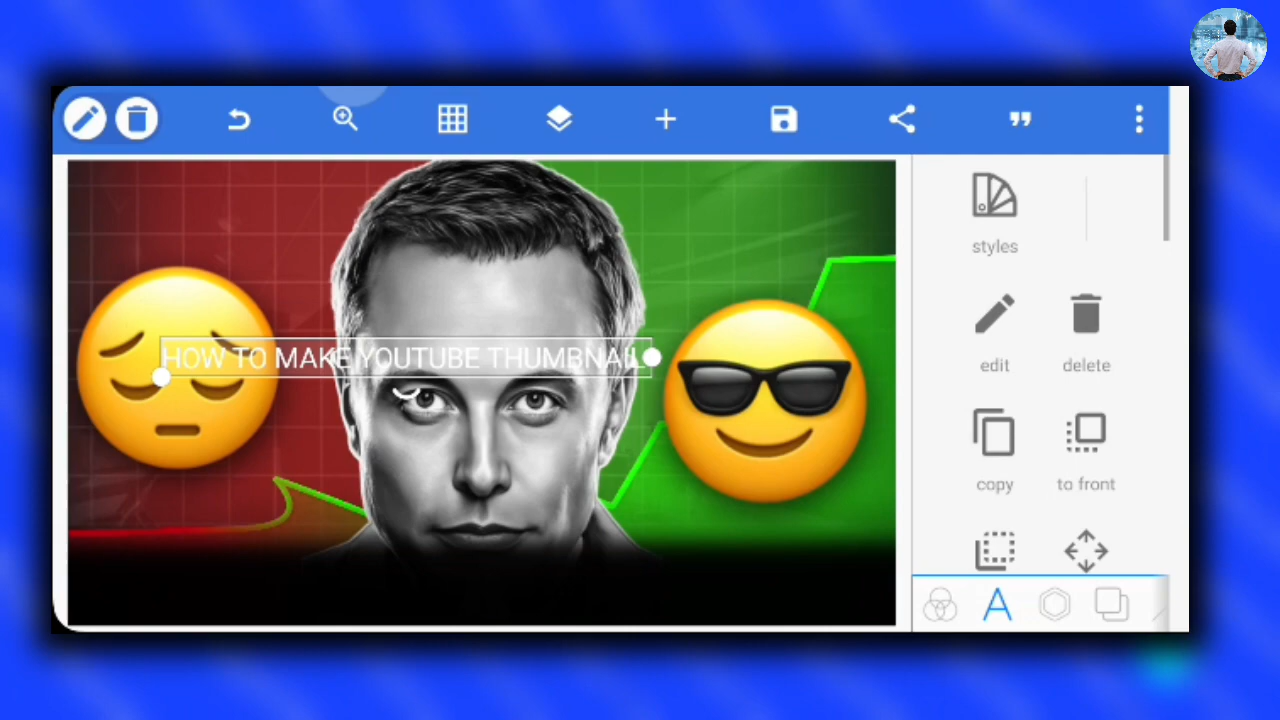 HOW TO MAKE YOUTUBE THUMBNAIL
styles
edit
delete
copy
to front